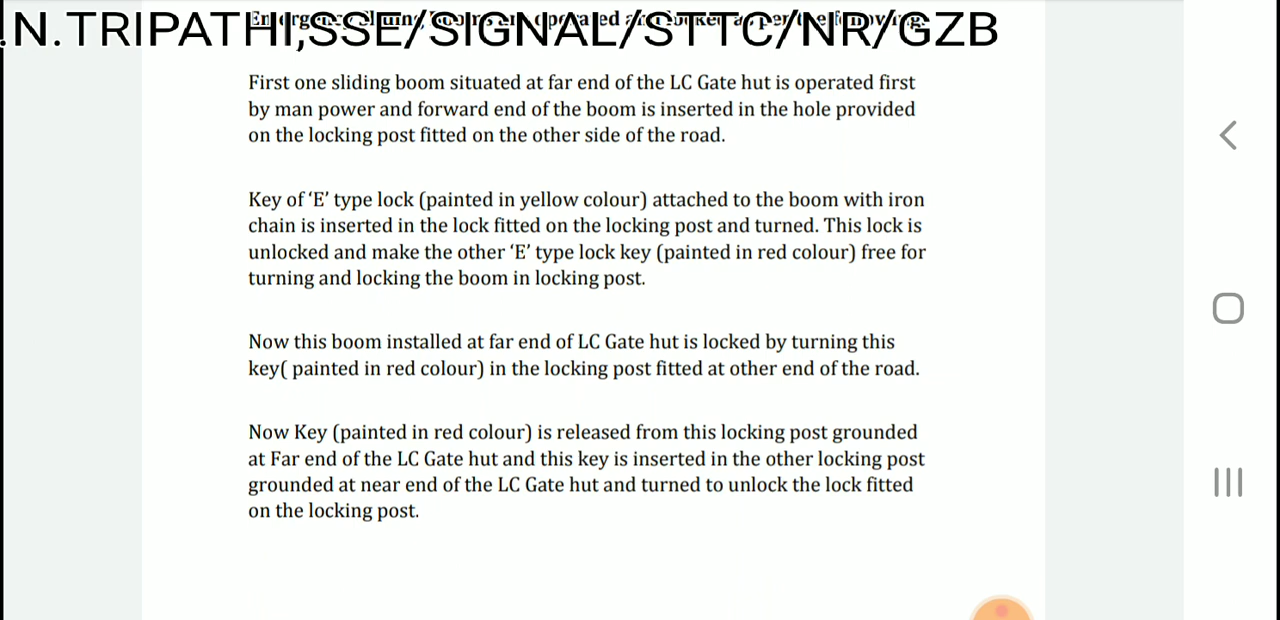 .N.TRIPATHI,SSE/SIGNAL/STTC/NR/GZB
First one sliding boom situated at far end of the LC Gate hut is operated first
by man power and forward end of the boom is inserted in the hole provided
on the locking post fitted on the other side of the road.
Key of ‘E’ type lock (painted in yellow colour) attached to the boom with iron
chain is inserted in the lock fitted on the locking post and turned. This lock is
unlocked and make the other ‘E’ type lock key (painted in red colour) free for
turning and locking the boom in locking post.
Now this boom installed at far end of LC Gate hut is locked by turning this
key( painted in red colour) in the locking post fitted at other end of the road.
Now Key (painted in red colour) is released from this locking post grounded
at Far end of the LC Gate hut and this key is inserted in the other locking post
grounded at near end of the LC Gate hut and turned to unlock the lock fitted
on the locking post.